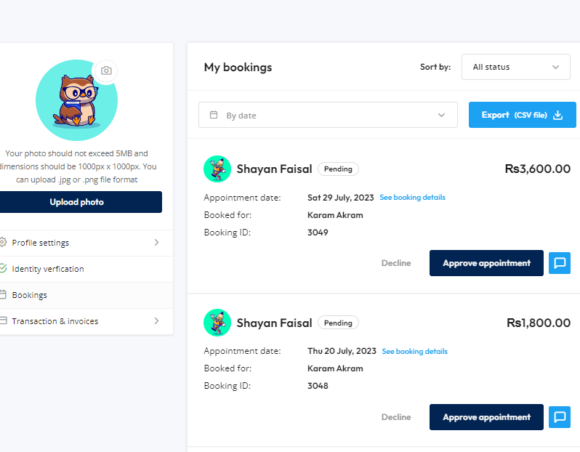 My bookings
Sort by:
All status
By date
Export (CSV file)
Your photo should not exceed 5MB and
dimensions should be 1000px x 1000px. You
can upload .jpg or .png file format
Upload photo
Profile settings
Identity verfication
Bookings
Transaction & invoices
Shayan Faisal
Pending
Rs3,600.00
Appointment date: Sat 29 July, 2023 See booking details
Booked for: Karam Akram
Booking ID: 3049
Decline
Approve appointment
Shayan Faisal
Pending
Rs1,800.00
Appointment date: Thu 20 July, 2023 See booking details
Booked for: Karam Akram
Booking ID: 3048
Decline
Approve appointment